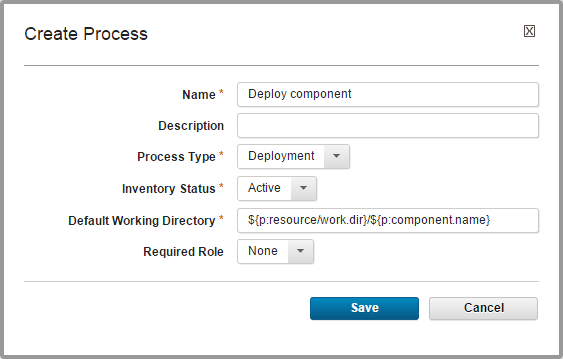 Create Process
Name * Deploy component
Description
Process Type * Deployment
Inventory Status * Active
Default Working Directory * ${p:resource/work.dir}/${p:component.name}
Required Role None
Save Cancel